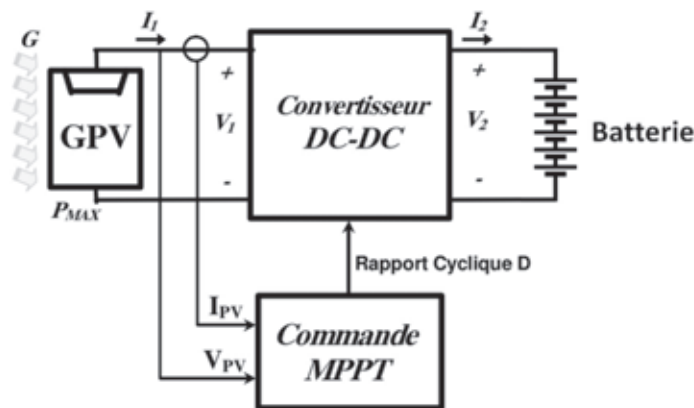 G
I1
I2
GPV
+
V1
-
Convertisseur
DC-DC
+
V2
-
Batterie
PMAX
Rapport Cyclique D
IPV
VPV
Commande
MPPT